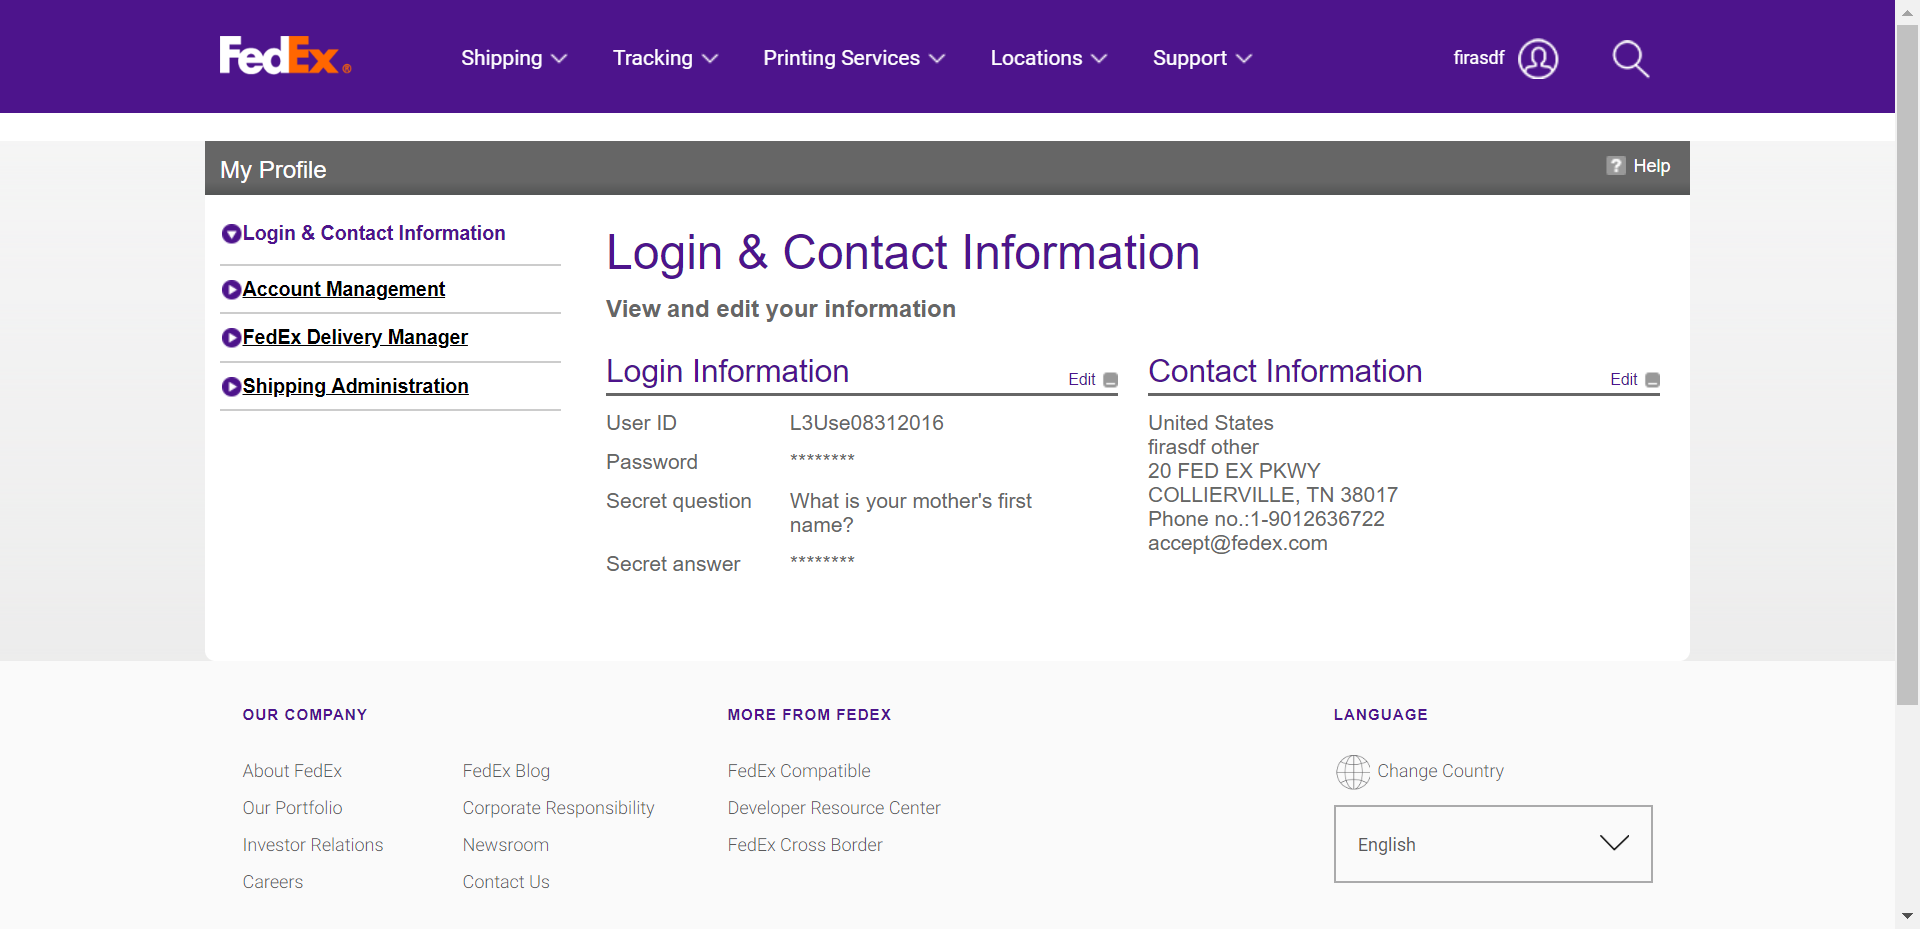 FedEx®
Shipping
Tracking
Printing Services
Locations
Support
firasdf
My Profile
? Help
Login & Contact Information
Account Management
FedEx Delivery Manager
Shipping Administration
Login & Contact Information
View and edit your information
Login Information
Edit
User ID L3Use08312016
Password ********
Secret question What is your mother's first
name?
Secret answer ********
Contact Information
Edit
United States
firasdf other
20 FED EX PKWY
COLLIERVILLE, TN 38017
Phone no.:1-9012636722
accept@fedex.com
OUR COMPANY
About FedEx
Our Portfolio
Investor Relations
Careers
FedEx Blog
Corporate Responsibility
Newsroom
Contact Us
MORE FROM FEDEX
FedEx Compatible
Developer Resource Center
FedEx Cross Border
LANGUAGE
Change Country
English